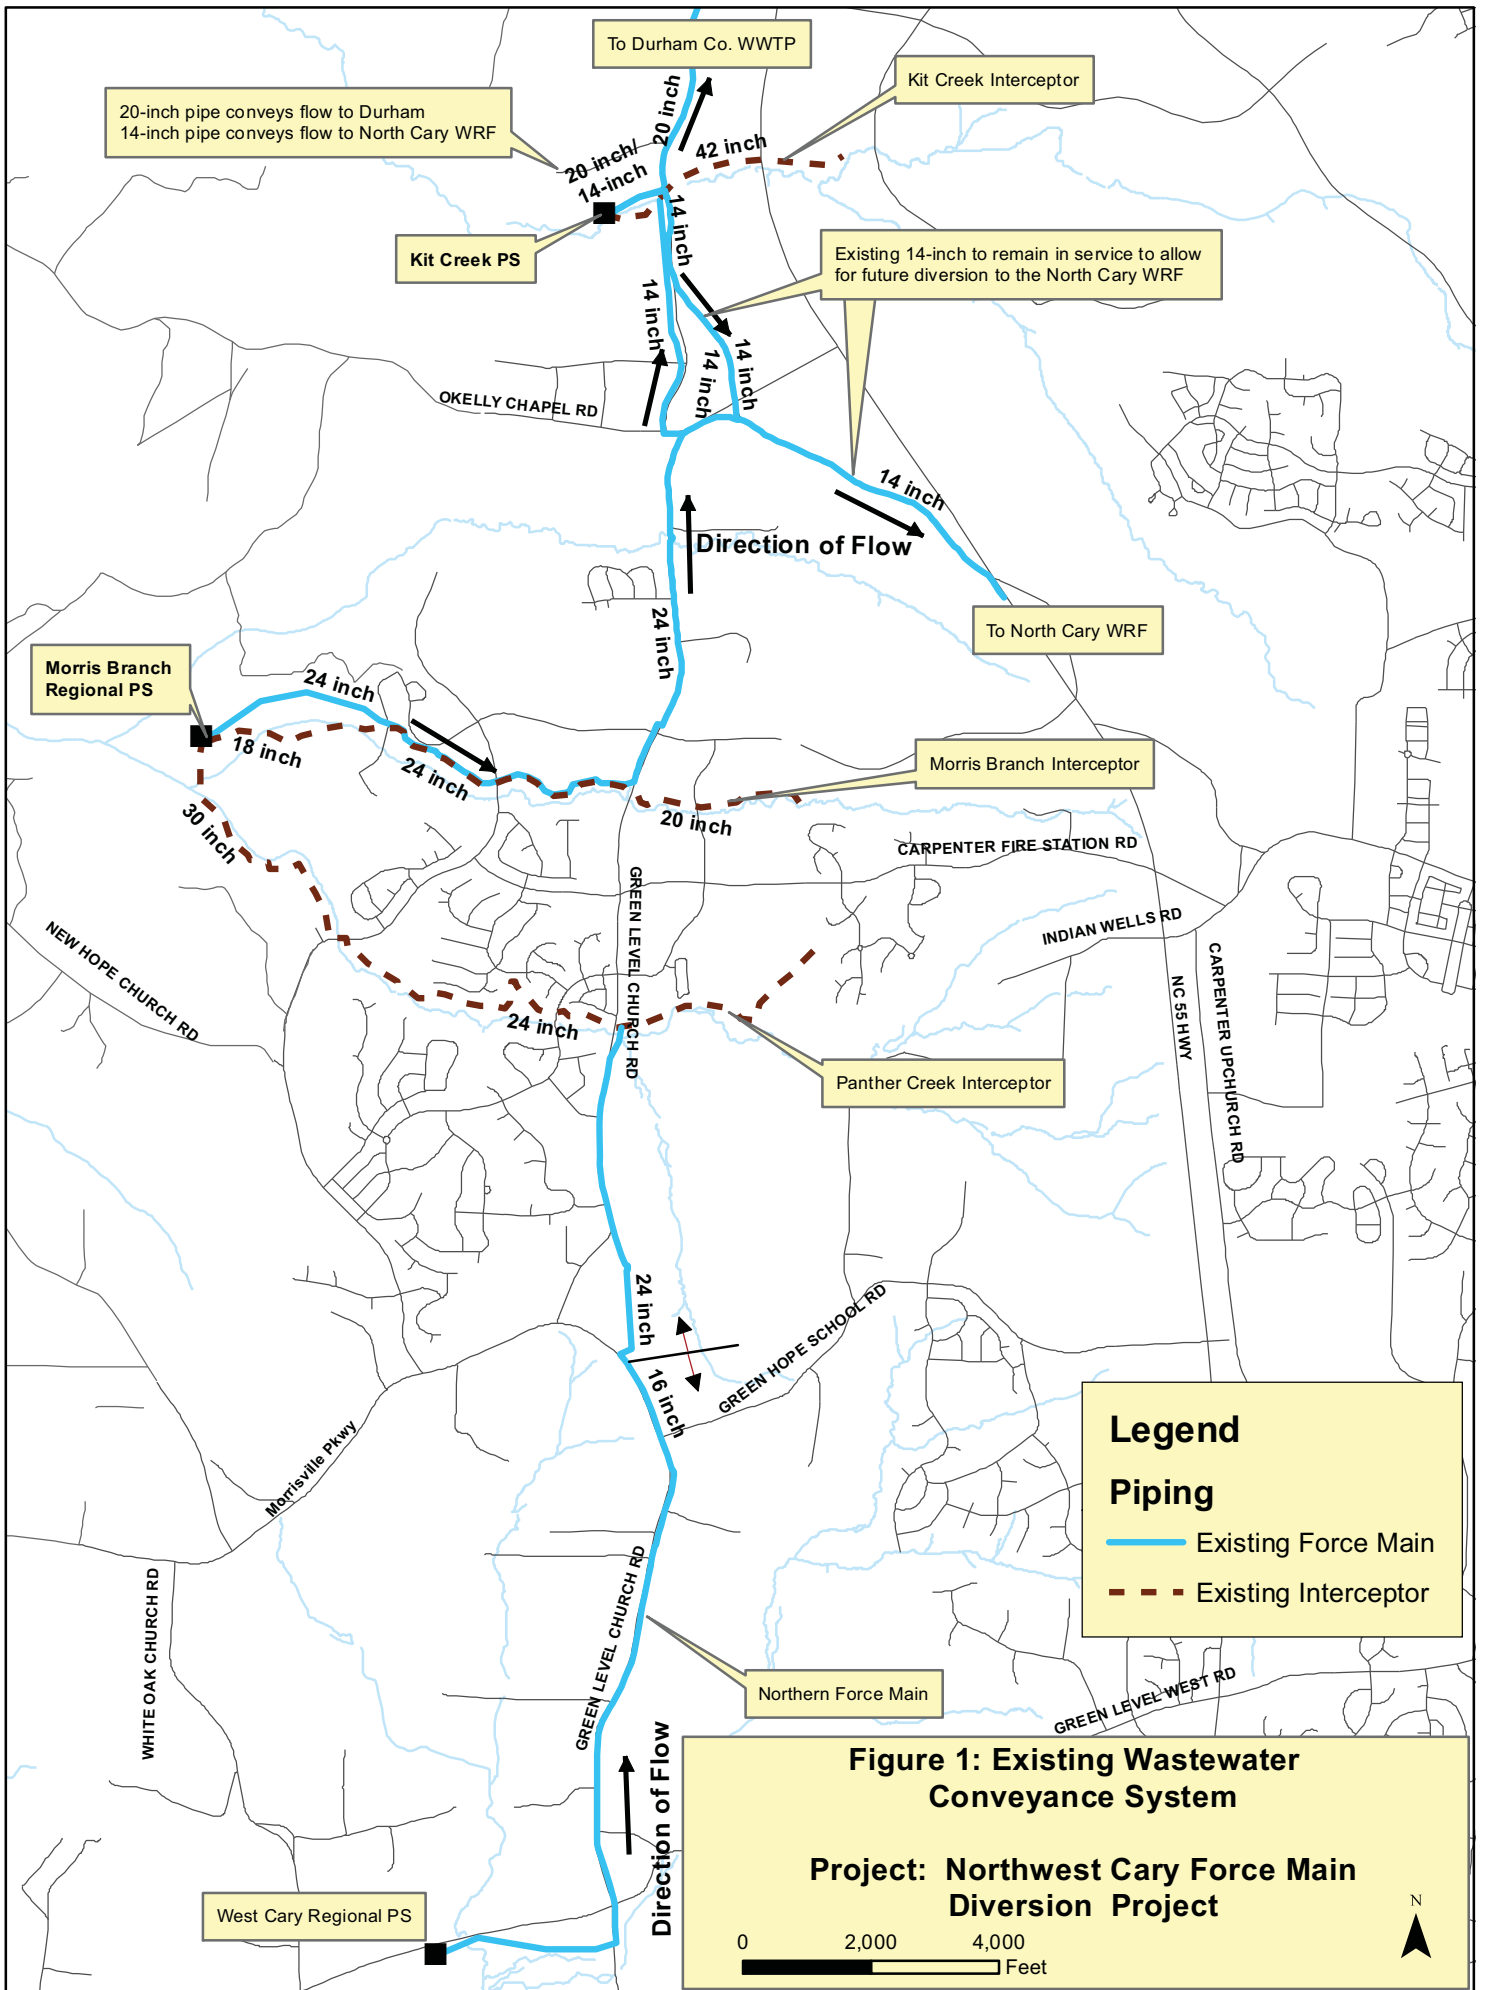 To Durham Co. WWTP
Kit Creek Interceptor
20-inch pipe conveys flow to Durham
14-inch pipe conveys flow to North Cary WRF
20 inch
42 inch
20 inch/
14-inch
14 inch
Kit Creek PS
Existing 14-inch to remain in service to allow
for future diversion to the North Cary WRF
14 inch
14 inch
14 inch
OKELLY CHAPEL RD
14 inch
Direction of Flow
24 inch
To North Cary WRF
Morris Branch
Regional PS
24 inch
18 inch
24 inch
Morris Branch Interceptor
30 inch
20 inch
CARPENTER FIRE STATION RD
GREEN LEVEL CHURCH RD
INDIAN WELLS RD
NEW HOPE CHURCH RD
CARPENTER UPCHURCH RD
NC 55 HWY
24 inch
Panther Creek Interceptor
24 inch
16 inch
GREEN HOPE SCHOOL RD
Morrisville Pkwy
Legend
Piping
Existing Force Main
Existing Interceptor
WHITE OAK CHURCH RD
GREEN LEVEL CHURCH RD
Northern Force Main
GREEN LEVEL WEST RD
Direction of Flow
West Cary Regional PS
Figure 1: Existing Wastewater
Conveyance System
Project: Northwest Cary Force Main
Diversion Project
N
0 2,000 4,000
Feet